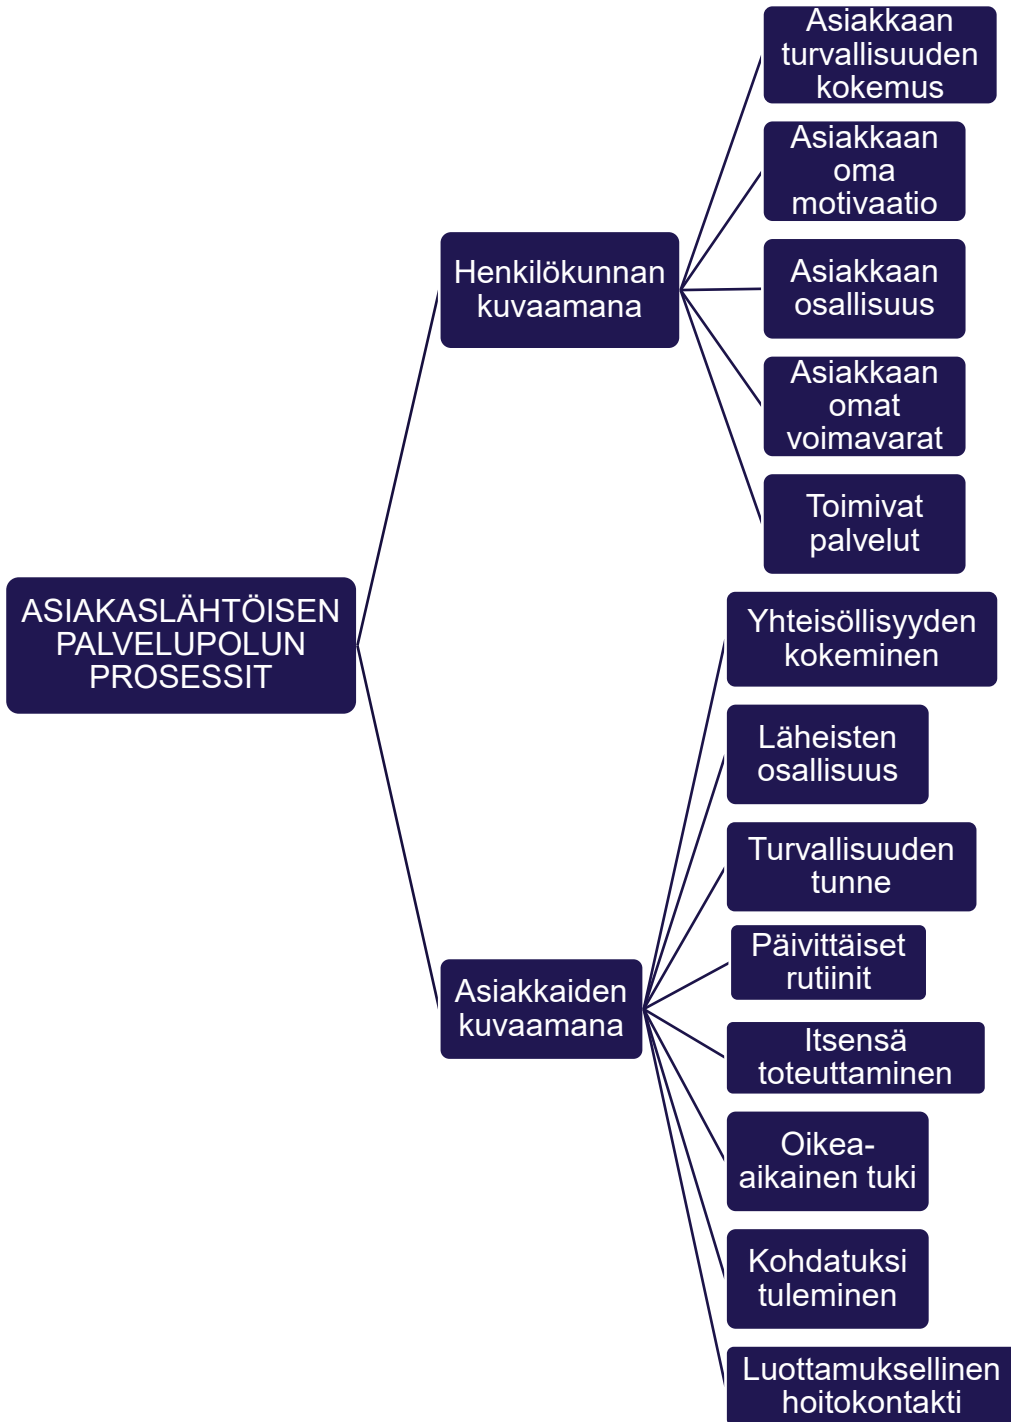 Asiakkaan
turvallisuuden
kokemus
Asiakkaan
oma
motivaatio
Henkilökunnan
kuvaamana
Asiakkaan
osallisuus
Asiakkaan
omat
voimavarat
Toimivat
palvelut
ASIAKASLÄHTÖISEN
PALVELUPOLUN
PROSESSIT
Yhteisöllisyyden
kokeminen
Läheisten
osallisuus
Turvallisuuden
tunne
Päivittäiset
rutiinit
Asiakkaiden
kuvaamana
Itsensä
toteuttaminen
Oikea-
aikainen tuki
Kohdatuksi
tuleminen
Luottamuksellinen
hoitokontakti